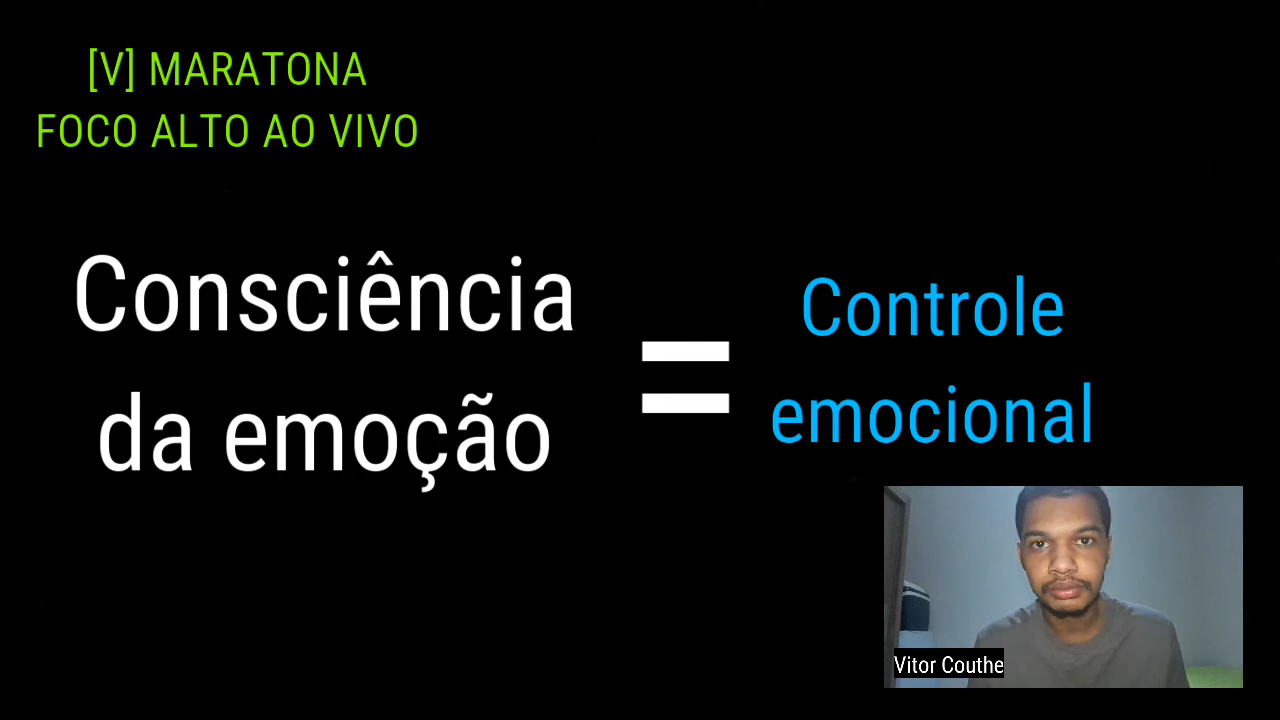 [V] MARATONA
FOCO ALTO AO VIVO
Consciência
da emoção
=
Controle
emocional
Vitor Couthe